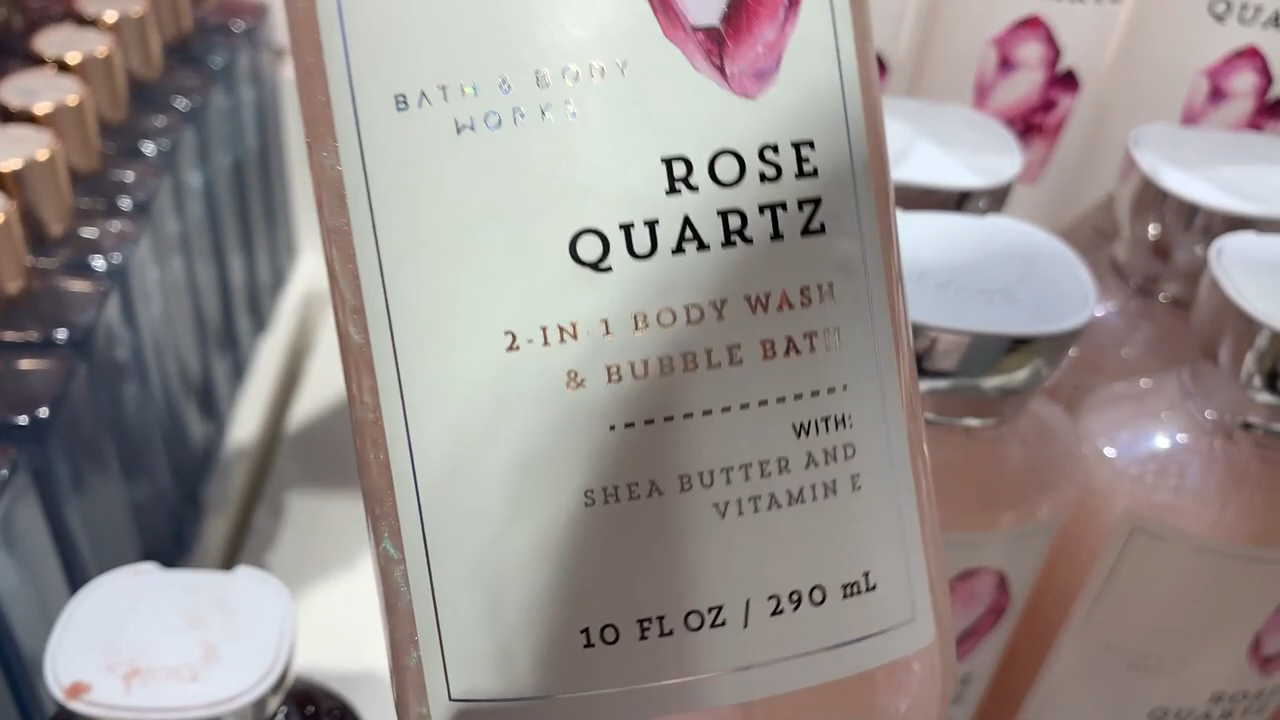 BATH & BODY
WORKS
ROSE
QUARTZ
2-IN-1 BODY WASH
& BUBBLE BATH
WITH:
SHEA BUTTER AND
VITAMIN E
10 FL OZ / 290 mL